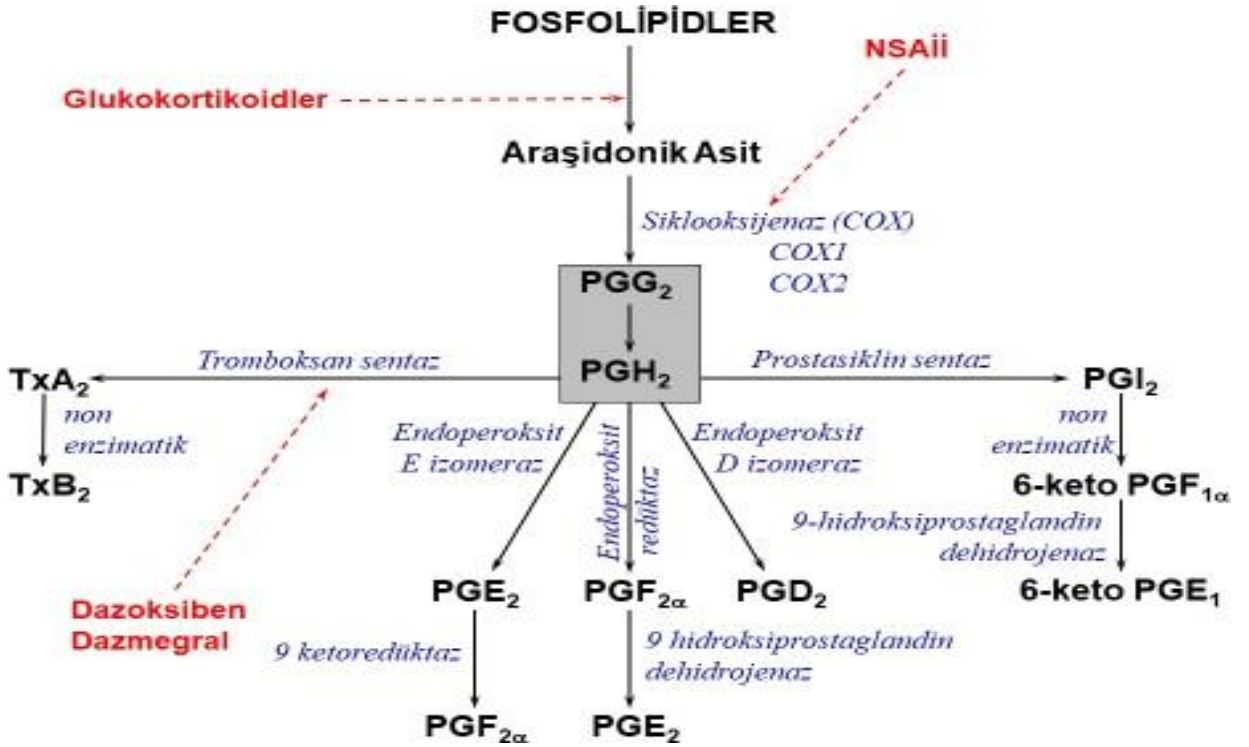 FOSFOLİPİDLER
NSAİİ
Glukokortikoidler
Araşidonik Asit
Siklooksijenaz (COX)
COX1
COX2
PGG₂
Tromboksan sentaz
Prostasiklin sentaz
TxA₂
PGH₂
PGI₂
non
enzimatik
Endoperoksit
E izomeraz
Endoperoksit
redüktaz
Endoperoksit
D izomeraz
non
enzimatik
TxB₂
6-keto PGF₁α
9-hidroksiprostaglandin
dehidrojenaz
PGE₂
PGF₂α
PGD₂
6-keto PGE₁
Dazoksiben
Dazmegral
9 ketoredüktaz
9 hidroksiprostaglandin
dehidrojenaz
PGF₂α
PGE₂